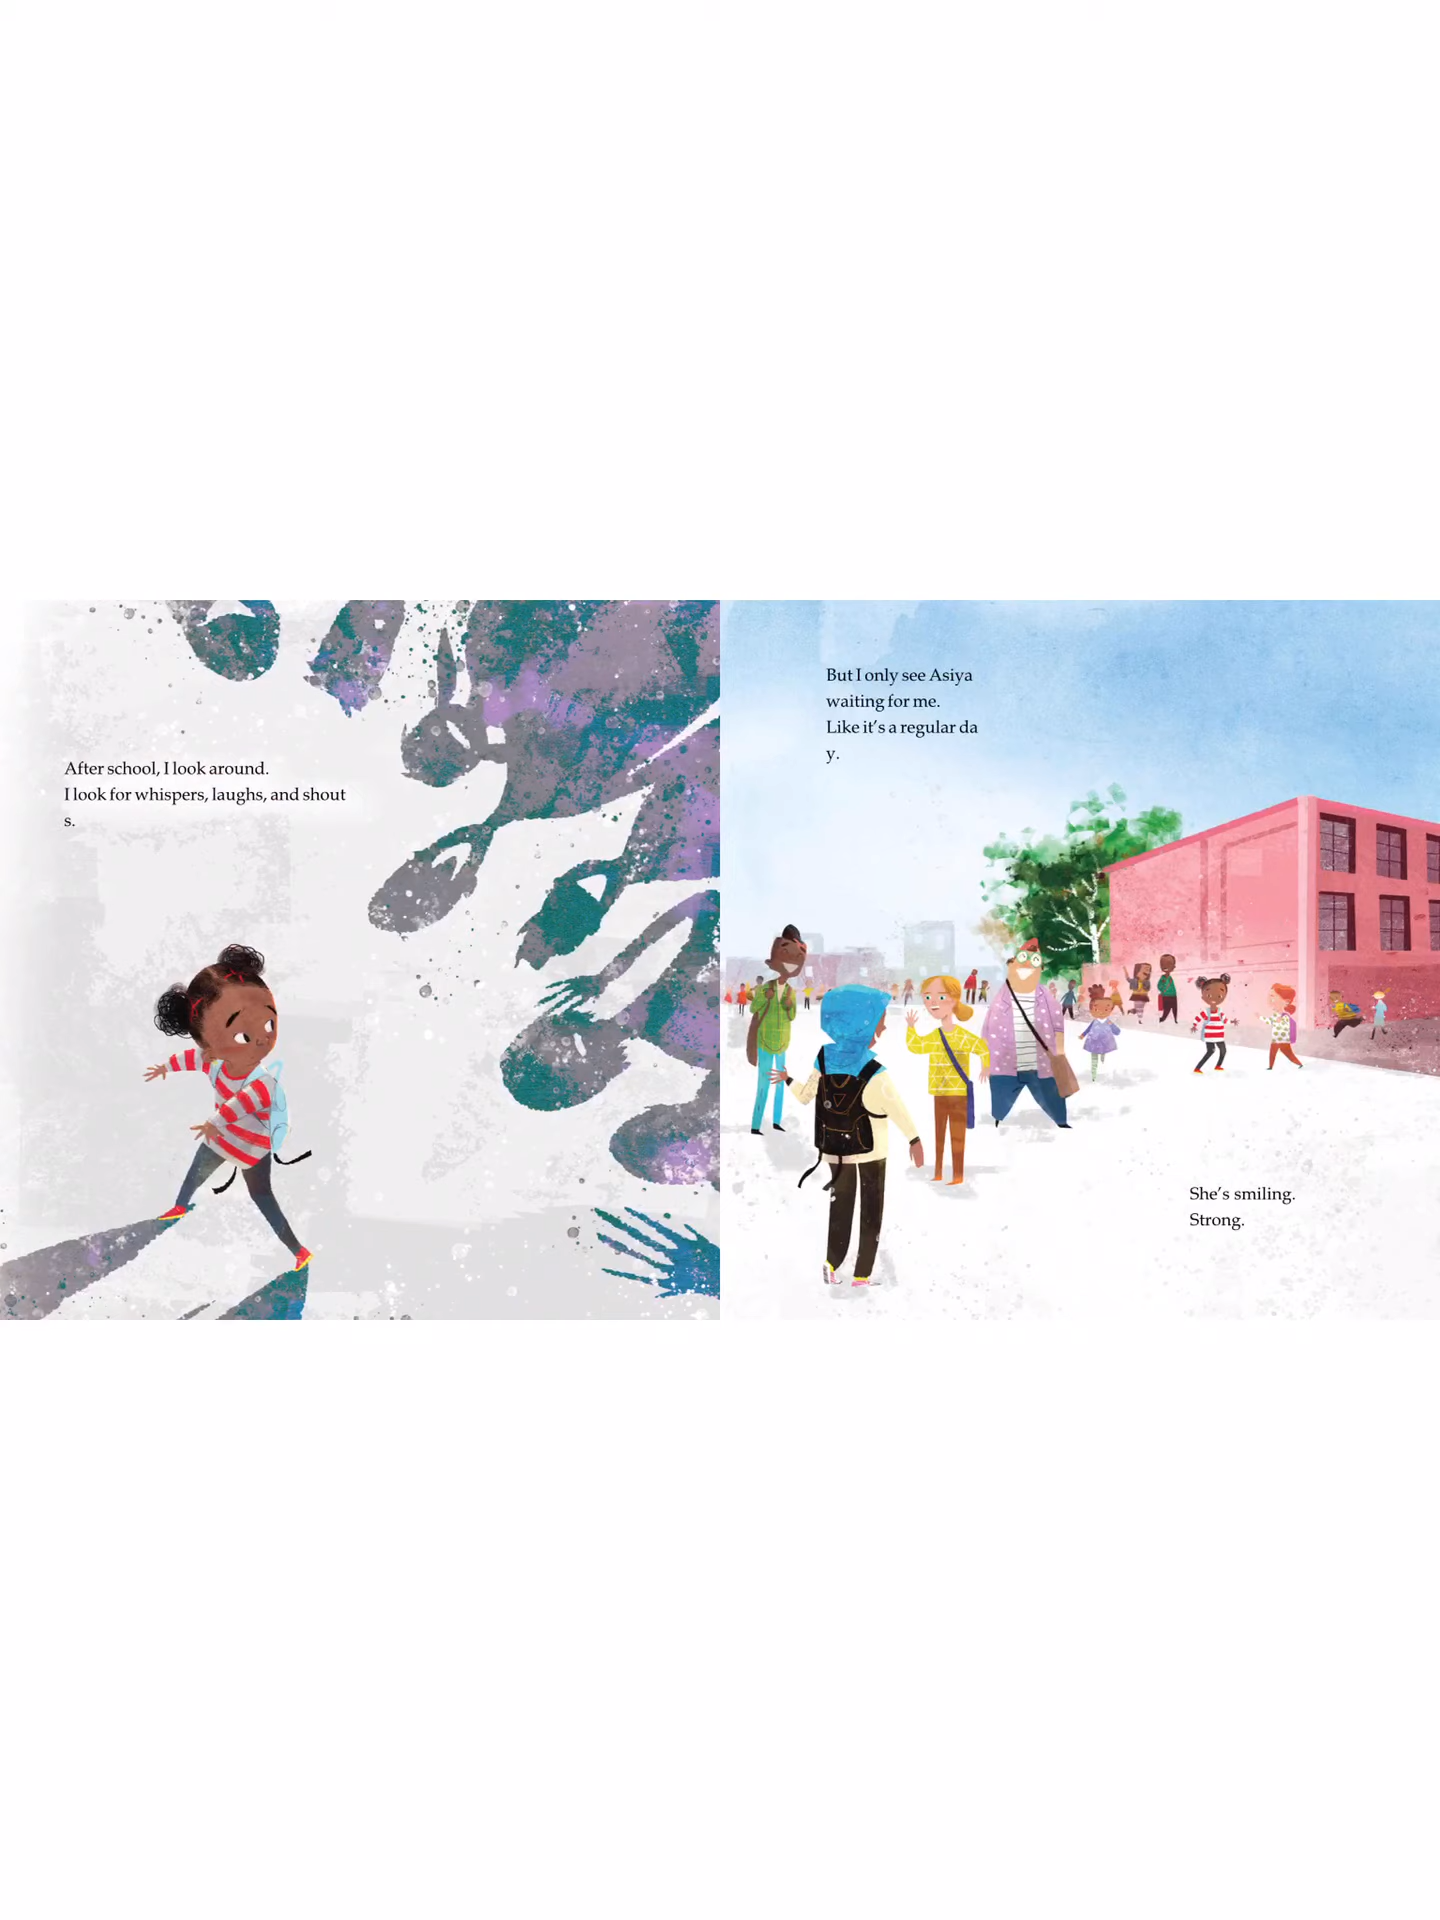 After school, I look around.
I look for whispers, laughs, and shout
s.
But I only see Asiya
waiting for me.
Like it’s a regular da
y.
She’s smiling.
Strong.